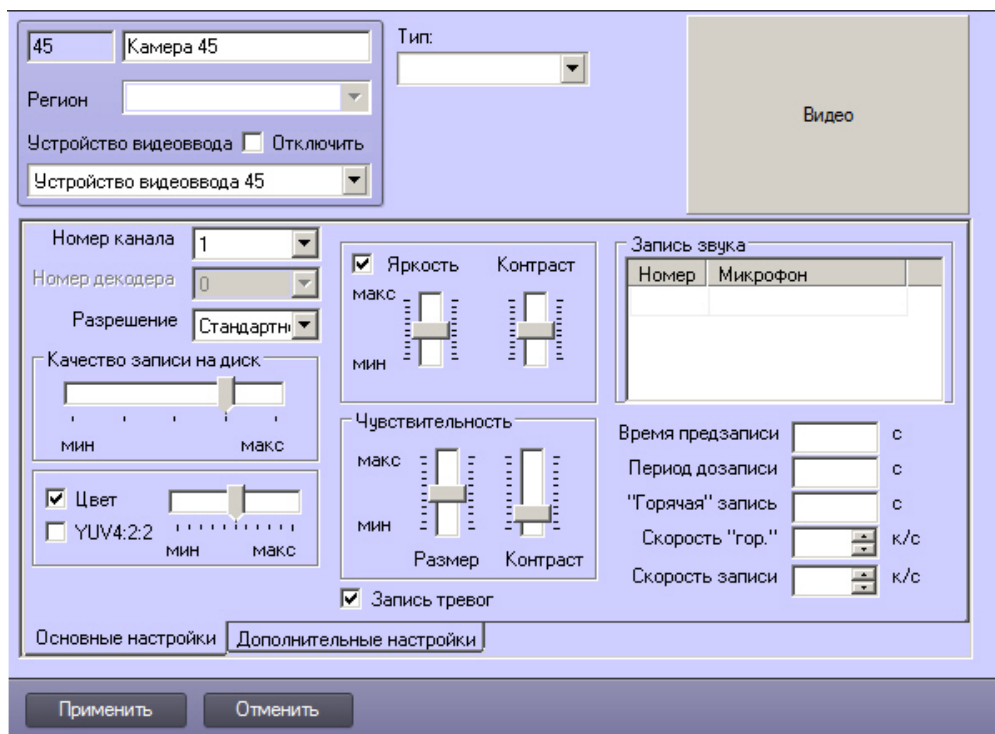 45 Камера 45
Тип:
Регион
Видео
Устройство видеоввода Отключить
Устройство видеоввода 45
Номер канала 1
Номер декодера 0
Разрешение Стандартн
Качество записи на диск
мин макс
Цвет
YUV4:2:2
мин макс
Яркость Контраст
макс
мин
Чувствительность
макс
мин
Размер Контраст
Запись тревог
Запись звука
Номер Микрофон
Время предзаписи с
Период дозаписи с
"Горячая" запись с
Скорость "гор." к/с
Скорость записи к/с
Основные настройки Дополнительные настройки
Применить Отменить